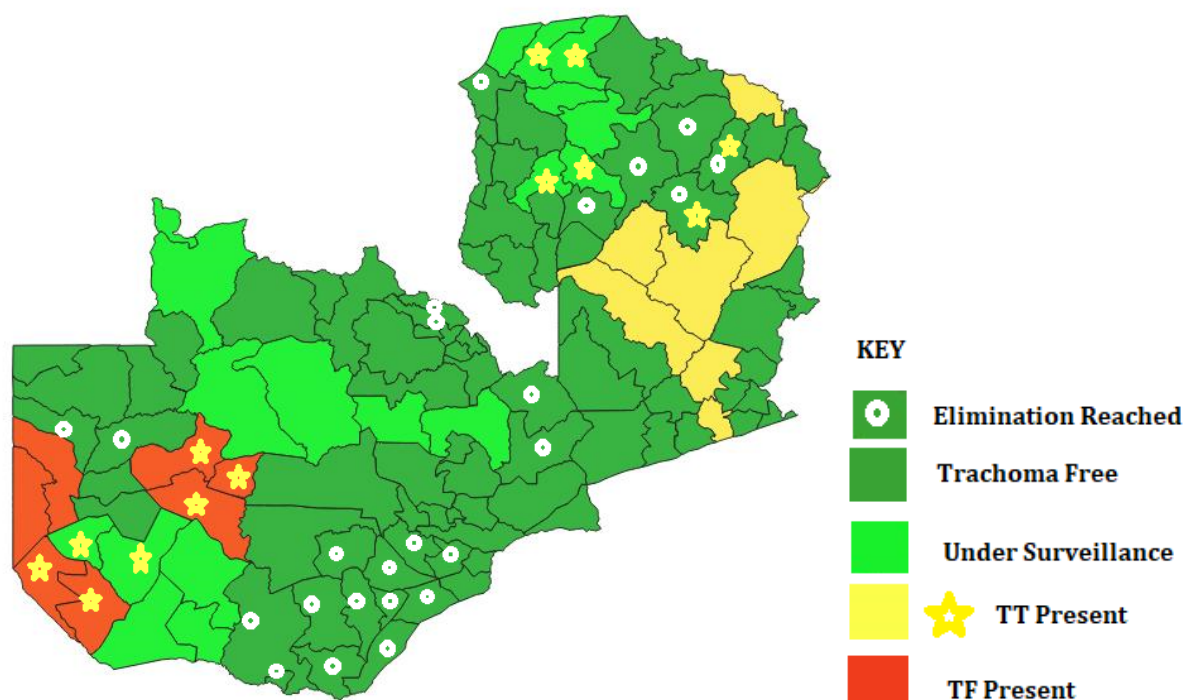 KEY
Elimination Reached
Trachoma Free
Under Surveillance
TT Present
TF Present